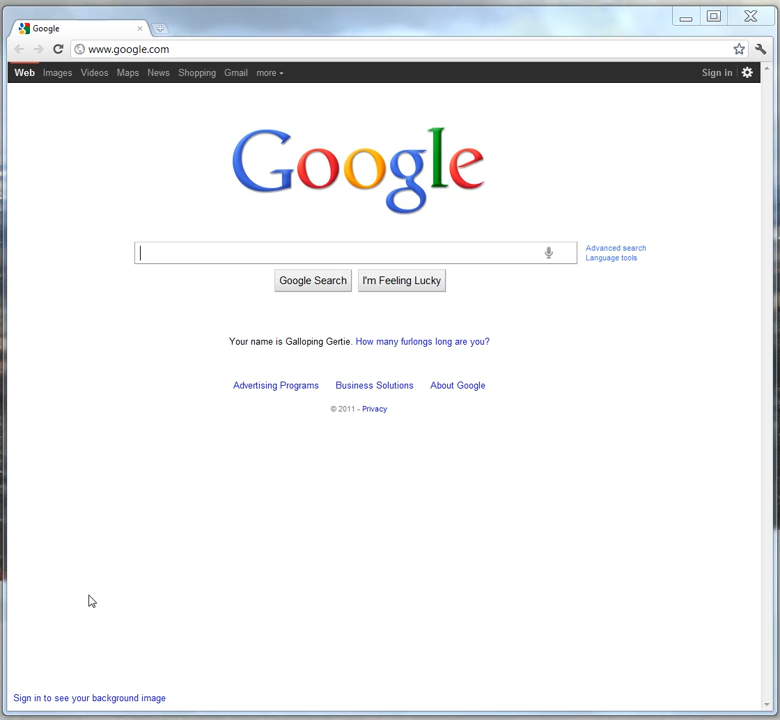 Google
www.google.com
Web Images Videos Maps News Shopping Gmail more Sign in
Google
Advanced search
Language tools
Google Search I'm Feeling Lucky
Your name is Galloping Gertie. How many furlongs long are you?
Advertising Programs Business Solutions About Google
© 2011 - Privacy
Sign in to see your background image